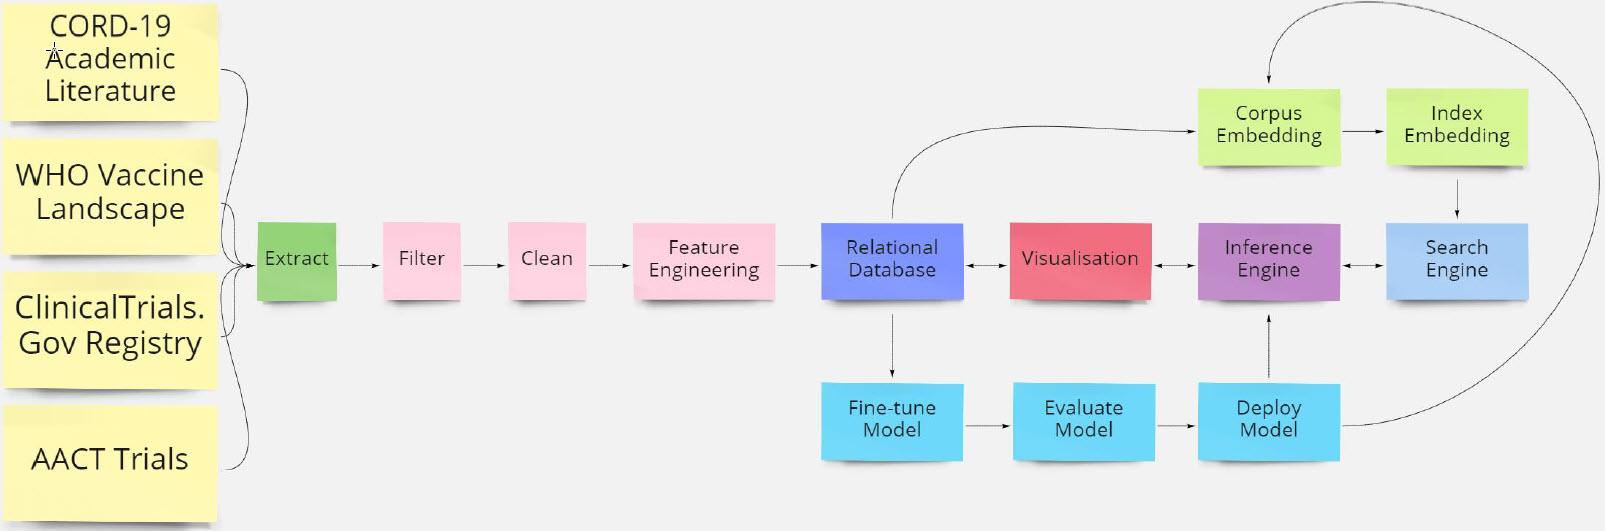 CORD-19
Academic
Literature
WHO Vaccine
Landscape
ClinicalTrials.
Gov Registry
AACT Trials
Extract
Filter
Clean
Feature
Engineering
Relational
Database
Visualisation
Inference
Engine
Search
Engine
Corpus
Embedding
Index
Embedding
Fine-tune
Model
Evaluate
Model
Deploy
Model